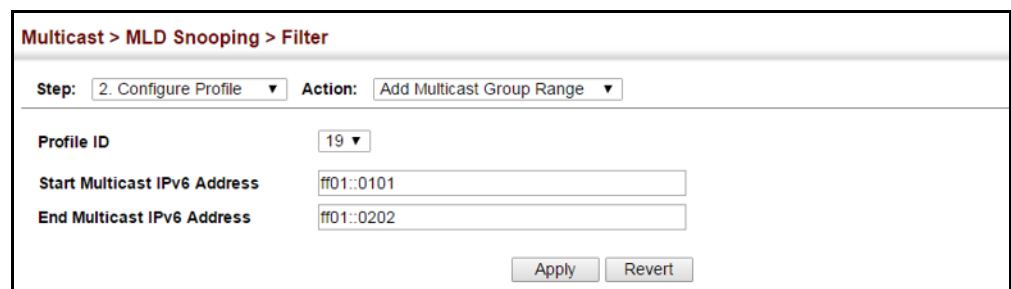 Multicast > MLD Snooping > Filter
Step: 2. Configure Profile ▼ Action: Add Multicast Group Range ▼
Profile ID 19 ▼
Start Multicast IPv6 Address ff01::0101
End Multicast IPv6 Address ff01::0202
Apply Revert